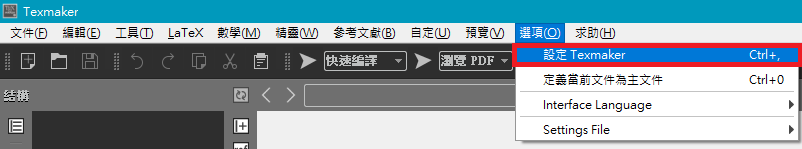 Texmaker
文件(F) 編輯(E) 工具(T) LaTeX 數學(M) 精靈(W) 參考文獻(B) 自定(U) 預覽(V) 選項(O) 求助(H)
快速編譯 瀏覽 PDF
設定 Texmaker Ctrl+,
定義當前文件為主文件 Ctrl+0
結構
Interface Language
Settings File
ref